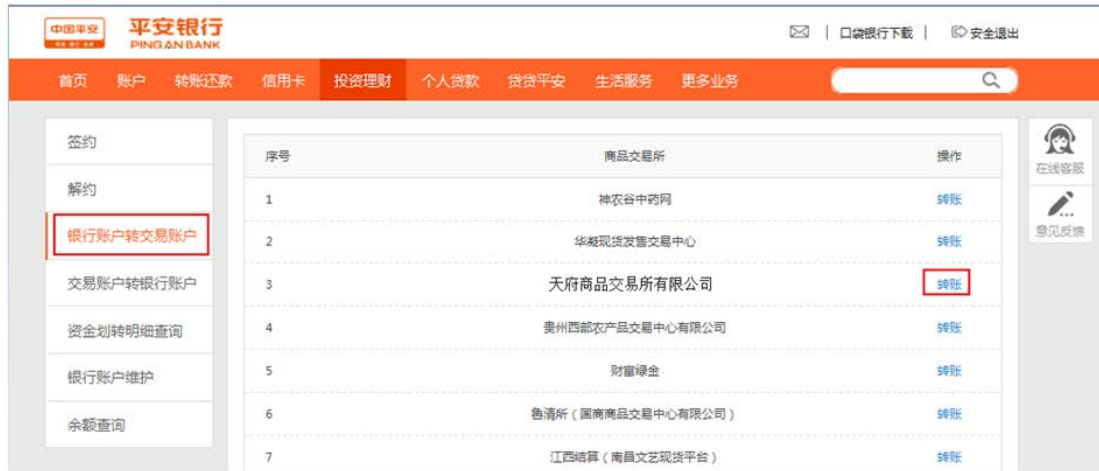 中国平安
平安银行
PING AN BANK
| 口袋银行下载 | 安全退出
首页 账户 转账还款 信用卡 投资理财 个人贷款 贷贷平安 生活服务 更多业务
签约
解约
银行账户转交易账户
交易账户转银行账户
资金划转明细查询
银行账户维护
余额查询
序号 商品交易所 操作
1 神农谷中药网 转账
2 华凝现货发售交易中心 转账
3 天府商品交易所有限公司 转账
4 贵州西部农产品交易中心有限公司 转账
5 财富绿金 转账
6 鲁清所（国商商品交易中心有限公司） 转账
7 江西结算（南昌文艺现货平台） 转账
在线客服
意见反馈